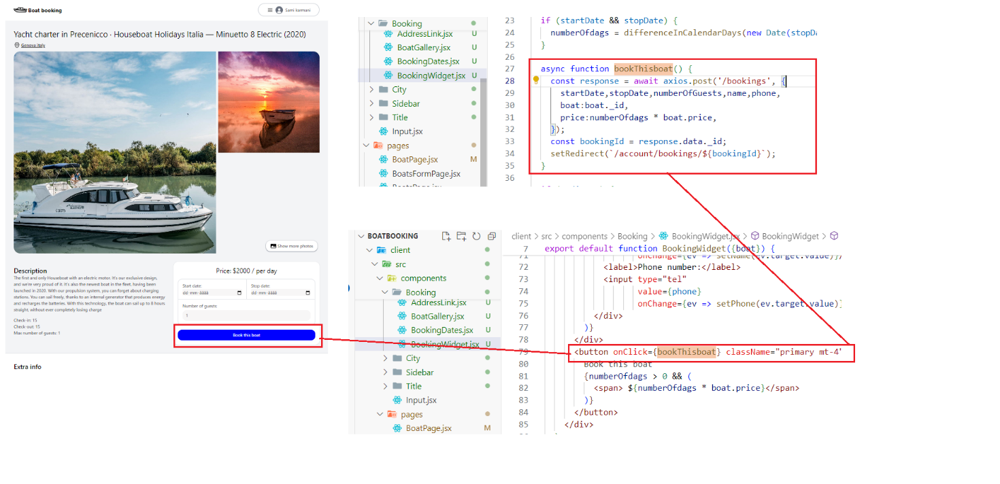 Boat booking
Sami karmani
Yacht charter in Precenicco · Houseboat Holidays Italia — Minuetto 8 Electric (2020)
Genova italy
Show more photos
Description
The first and only Houseboat with an electric motor. It's our exclusive design,
and we're very proud of it. It's also the newest boat in the fleet, having been
launched in 2020. With our propulsion system, you can forget about charging
stations. You can sail freely, thanks to an internal generator that produces energy
and recharges the batteries. With this technology, the boat can sail up to 8 hours
straight, without ever completely losing charge
Check-in: 15
Check-out: 15
Max number of guests: 1
Price: $2000 / per day
Start date:
dd-mm-åååå
Stop date:
dd-mm-åååå
Number of guests:
1
Book this boat
Extra info
Booking
AddressLink.jsx U
BoatGallery.jsx U
BookingDates.jsx U
BookingWidget.jsx U
City
Sidebar
Title
Input.jsx
pages
BoatPage.jsx M
BoatsFormPage.jsx
BoatsPage.jsx
23 if (startDate && stopDate) {
24 numberOfdags = differenceInCalendarDays(new Date(stopDa
25 }
26
27 async function bookThisboat() {
28 const response = await axios.post('/bookings', {
29 startDate,stopDate,numberOfGuests,name,phone,
30 boat:boat._id,
31 price:numberOfdags * boat.price,
32 });
33 const bookingId = response.data._id;
34 setRedirect(`/account/bookings/${bookingId}`);
35 }
36
BOATBOOKING
client
src
components
Booking
AddressLink.jsx U
BoatGallery.jsx U
BookingDates.jsx U
BookingWidget.jsx U
City
Sidebar
Title
Input.jsx
pages
BoatPage.jsx M
client > src > components > Booking > BookingWidget.jsx > BookingWidget >
7 export default function BookingWidget({boat}) {
71 onChange={ev => setName(ev.target.value)}/
72 <label>Phone number:</label>
73 <input type="tel"
74 value={phone}
75 onChange={ev => setPhone(ev.target.value)}
76 </div>
77 )}
78 </div>
79 <button onClick={bookThisboat} className="primary mt-4"
80 Book this boat
81 {numberOfdags > 0 && (
82 <span> ${numberOfdags * boat.price}</span>
83 )}
84 </button>
85 </div>